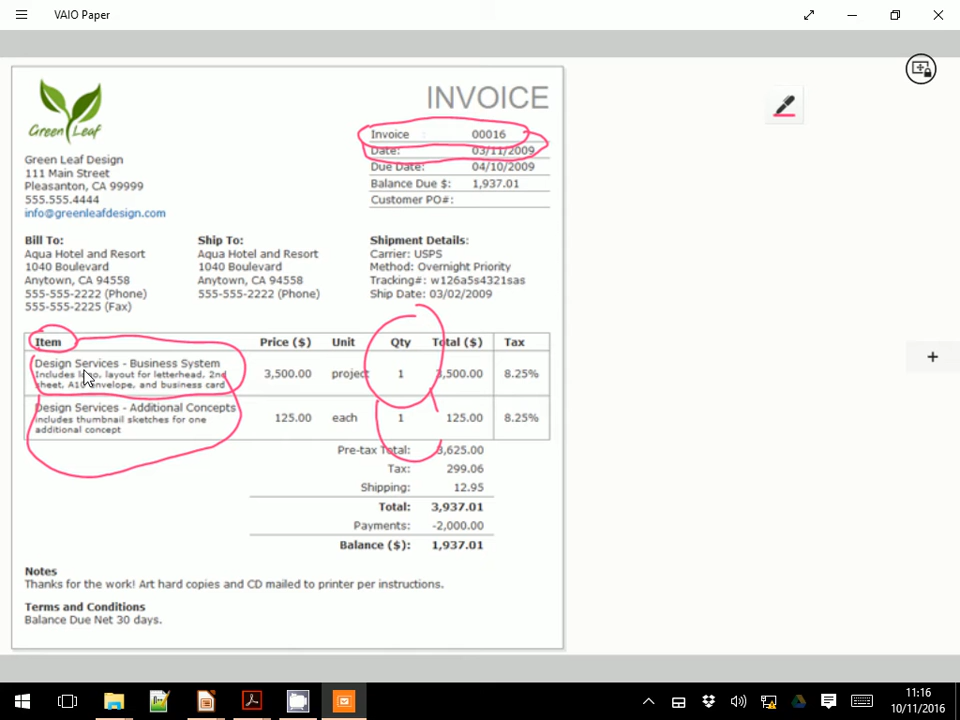 VAIO Paper
Green Leaf
INVOICE
Invoice : 00016
Date: 03/11/2009
Due Date: 04/10/2009
Balance Due $: 1,937.01
Customer PO#:
Green Leaf Design
111 Main Street
Pleasanton, CA 99999
555.555.4444
info@greenleafdesign.com
Bill To:
Aqua Hotel and Resort
1040 Boulevard
Anytown, CA 94558
555-555-2222 (Phone)
555-555-2225 (Fax)
Ship To:
Aqua Hotel and Resort
1040 Boulevard
Anytown, CA 94558
555-555-2222 (Phone)
Shipment Details:
Carrier: USPS
Method: Overnight Priority
Tracking#: w126a5s4321sas
Ship Date: 03/02/2009
Item Price ($) Unit Qty Total ($) Tax
Design Services - Business System
Includes logo, layout for letterhead, 2nd
sheet, A10 envelope, and business card
3,500.00 project 1 3,500.00 8.25%
Design Services - Additional Concepts
includes thumbnail sketches for one
additional concept
125.00 each 1 125.00 8.25%
Pre-tax Total: 3,625.00
Tax: 299.06
Shipping: 12.95
Total: 3,937.01
Payments: -2,000.00
Balance ($): 1,937.01
Notes
Thanks for the work! Art hard copies and CD mailed to printer per instructions.
Terms and Conditions
Balance Due Net 30 days.
11:16
10/11/2016